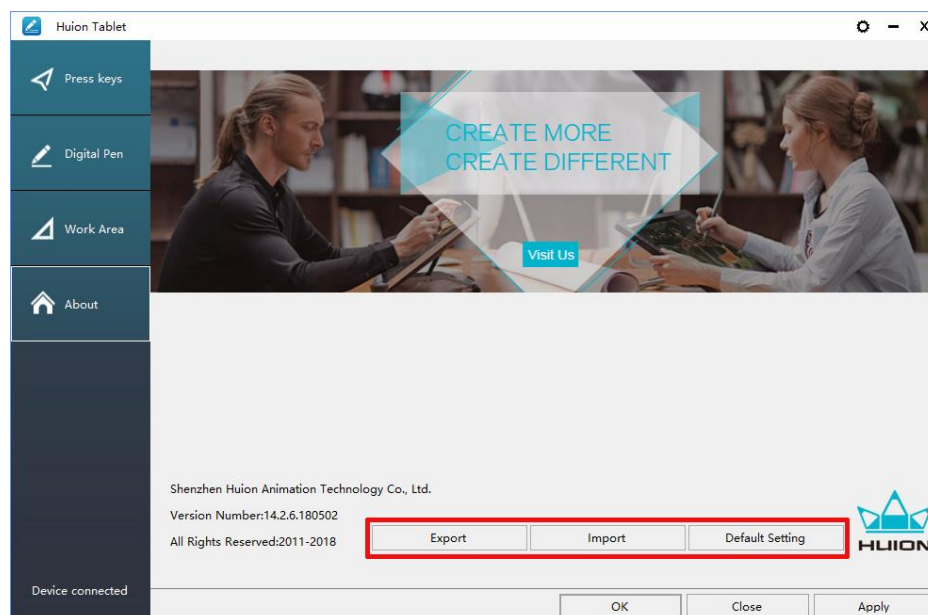 Huion Tablet
Press keys
Digital Pen
Work Area
About
CREATE MORE
CREATE DIFFERENT
Visit Us
Shenzhen Huion Animation Technology Co., Ltd.
Version Number:14.2.6.180502
All Rights Reserved:2011-2018
Export Import Default Setting
HUION
Device connected
OK Close Apply